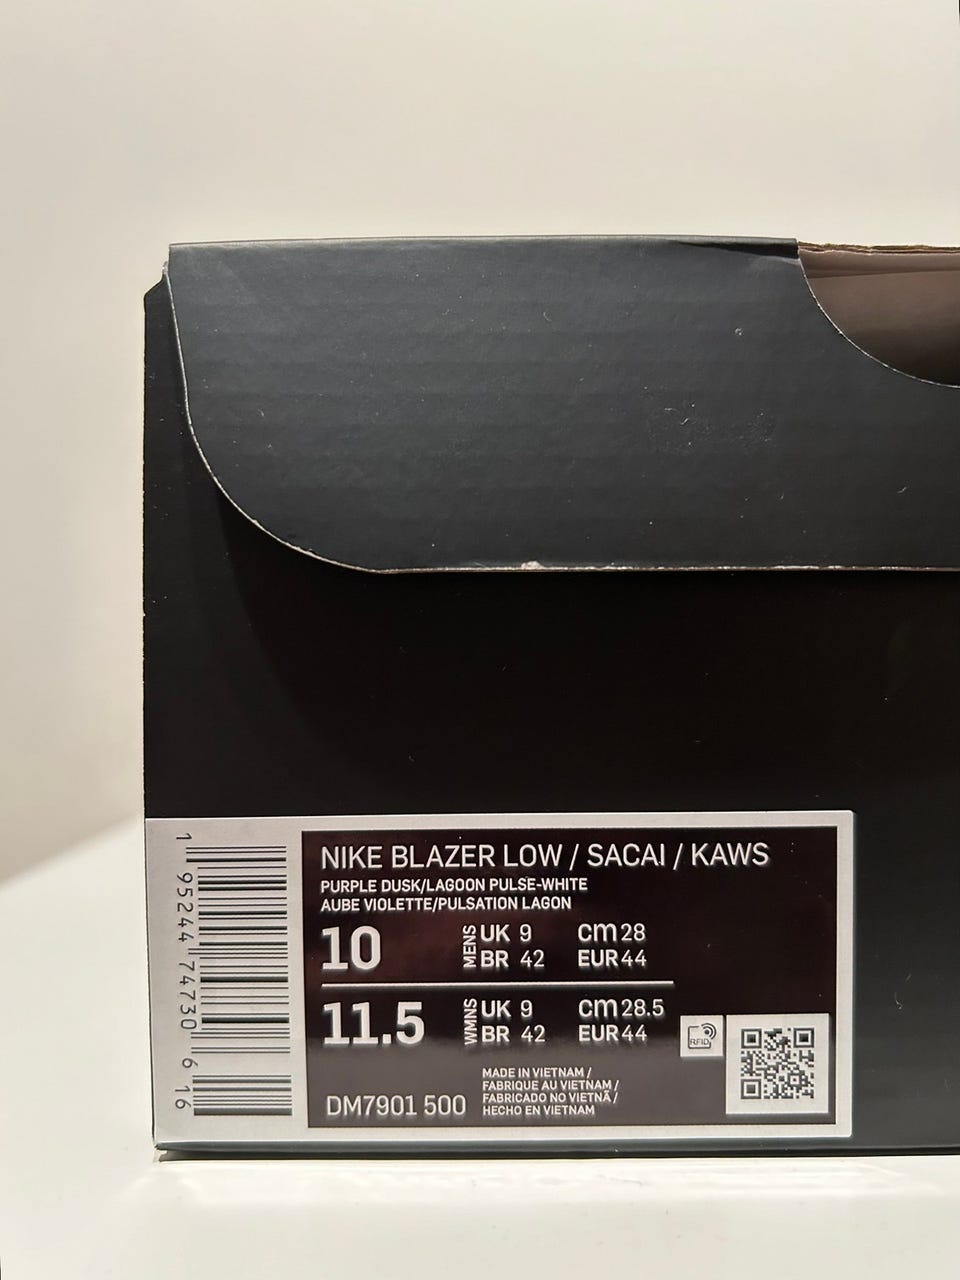 NIKE BLAZER LOW / SACAI / KAWS
PURPLE DUSK/LAGOON PULSE-WHITE
AUBE VIOLETTE/PULSATION LAGON
10 MENS UK 9 cm 28
BR 42 EUR 44
11.5 WMNS UK 9 cm 28.5
BR 42 EUR 44
RFID
MADE IN VIETNAM /
FABRIQUE AU VIETNAM /
FABRICADO NO VIETNÃ /
HECHO EN VIETNAM
DM7901 500
1 95244 74730 6 16